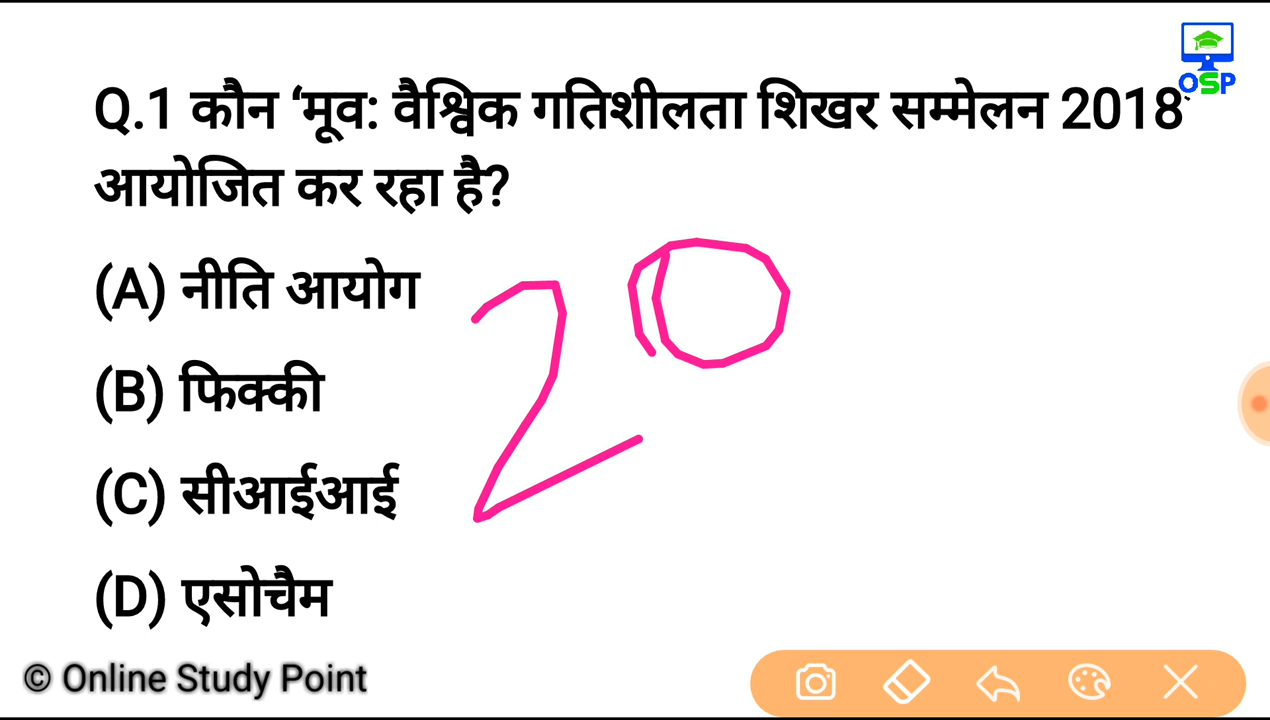 OSP
Q.1 कौन ‘मूव: वैश्विक गतिशीलता शिखर सम्मेलन 2018’
आयोजित कर रहा है?
(A) नीति आयोग
20
(B) फिक्की
(C) सीआईआई
(D) एसोचैम
© Online Study Point